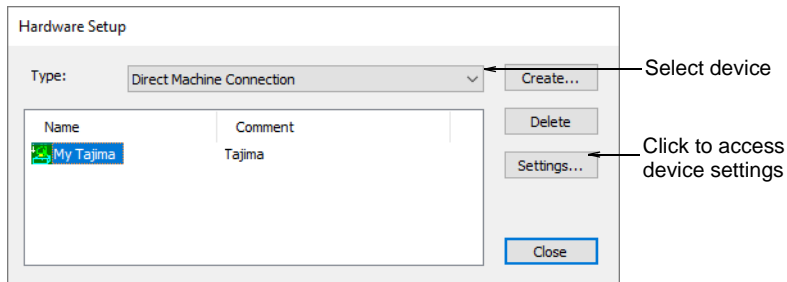 Hardware Setup
Type:
Direct Machine Connection
Create...
Select device
Name
Comment
Delete
My Tajima
Tajima
Settings...
Click to access
device settings
Close